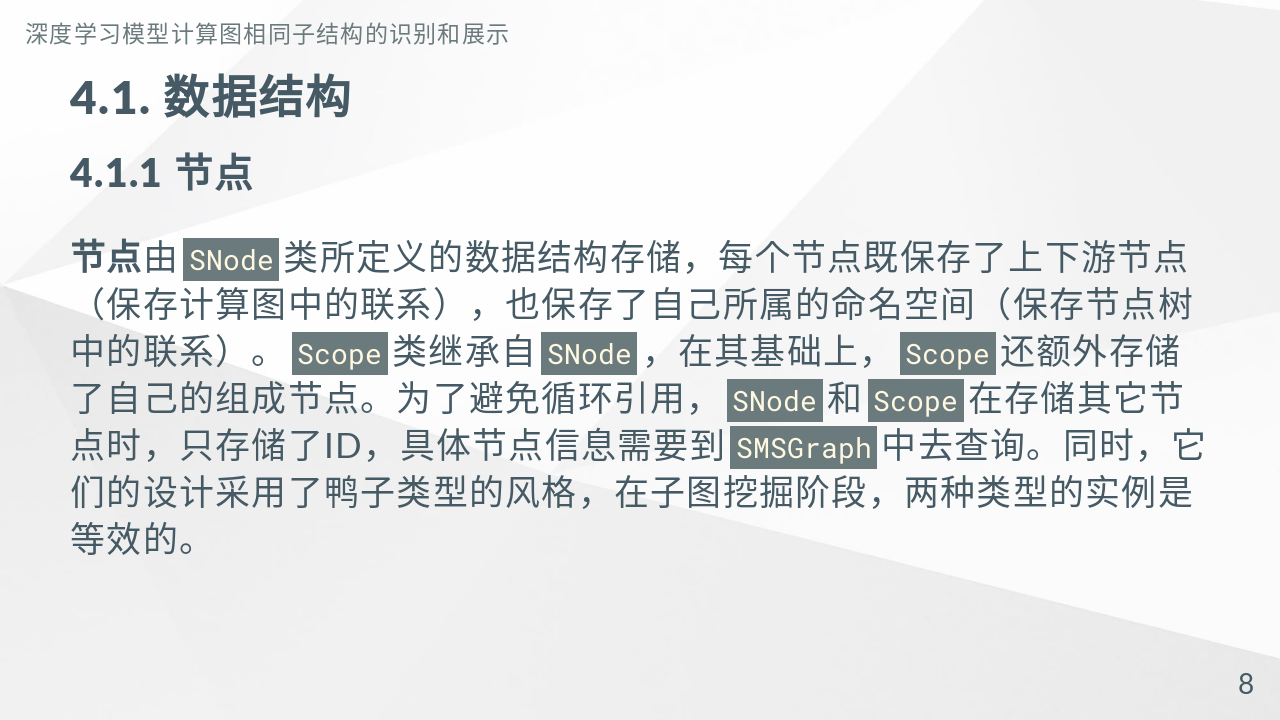 深度学习模型计算图相同子结构的识别和展示
4.1. 数据结构
4.1.1 节点
节点由 SNode 类所定义的数据结构存储，每个节点既保存了上下游节点
（保存计算图中的联系），也保存了自己所属的命名空间（保存节点树
中的联系）。 Scope 类继承自 SNode ，在其基础上， Scope 还额外存储
了自己的组成节点。为了避免循环引用， SNode 和 Scope 在存储其它节
点时，只存储了ID，具体节点信息需要到 SMSGraph 中去查询。同时，它
们的设计采用了鸭子类型的风格，在子图挖掘阶段，两种类型的实例是
等效的。
8